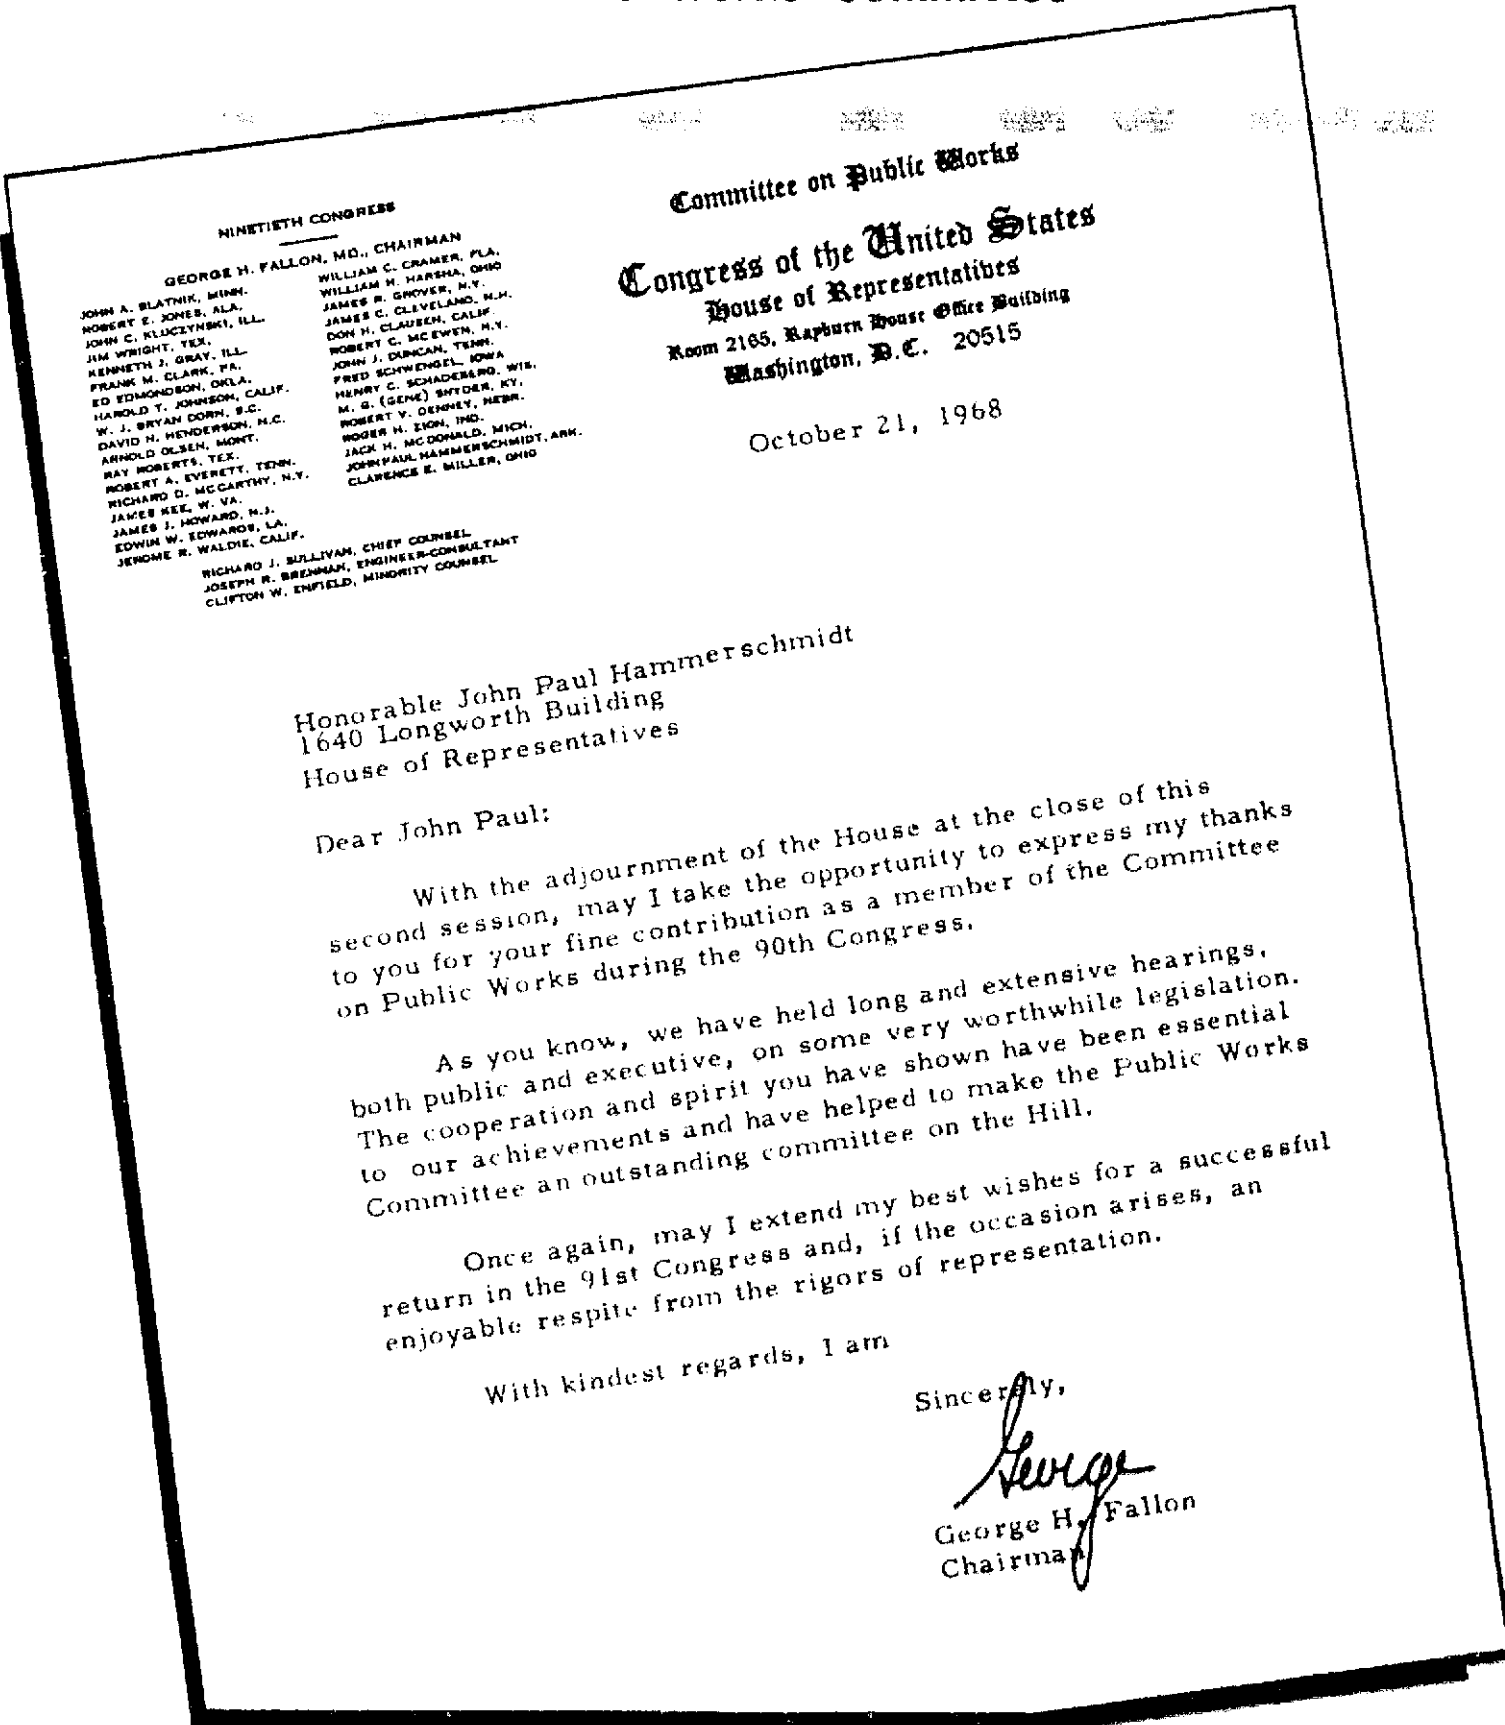 Committee on Public Works
Congress of the United States
House of Representatives
Room 2165, Rayburn House Office Building
Washington, D.C. 20515
NINETIETH CONGRESS
GEORGE H. FALLON, MD., CHAIRMAN
JOHN A. BLATNIK, MINN.
ROBERT E. JONES, ALA.
JOHN C. KLUCZYNSKI, ILL.
JIM WRIGHT, TEX.
KENNETH J. GRAY, ILL.
FRANK M. CLARK, PA.
ED EDMONDSON, OKLA.
HAROLD T. JOHNSON, CALIF.
W. J. BRYAN DORN, S.C.
DAVID N. HENDERSON, N.C.
ARNOLD OLSEN, MONT.
RAY ROBERTS, TEX.
ROBERT A. EVERETT, TENN.
RICHARD D. MCCARTHY, N.Y.
JAMES KEE, W. VA.
JAMES J. HOWARD, N.J.
EDWIN W. EDWARDS, LA.
JEROME R. WALDIE, CALIF.
WILLIAM C. CRAMER, FLA.
WILLIAM H. HARSHA, OHIO
JAMES R. GROVER, N.Y.
JAMES C. CLEVELAND, N.H.
DON H. CLAUSEN, CALIF.
ROBERT C. MCEWEN, N.Y.
JOHN J. DUNCAN, TENN.
FRED SCHWENGEL, IOWA
HENRY C. SCHADEBERG, WIS.
M. G. (GENE) SNYDER, KY.
ROBERT V. DENNEY, NEBR.
ROGER H. ZION, IND.
JACK H. MCDONALD, MICH.
JOHN PAUL HAMMERSCHMIDT, ARK.
CLARENCE E. MILLER, OHIO
RICHARD J. SULLIVAN, CHIEF COUNSEL
JOSEPH R. BRENNAN, ENGINEER-CONSULTANT
CLIFTON W. ENFIELD, MINORITY COUNSEL
October 21, 1968
Honorable John Paul Hammerschmidt
1640 Longworth Building
House of Representatives
Dear John Paul:
With the adjournment of the House at the close of this
second session, may I take the opportunity to express my thanks
to you for your fine contribution as a member of the Committee
on Public Works during the 90th Congress.
As you know, we have held long and extensive hearings,
both public and executive, on some very worthwhile legislation.
The cooperation and spirit you have shown have been essential
to our achievements and have helped to make the Public Works
Committee an outstanding committee on the Hill.
Once again, may I extend my best wishes for a successful
return in the 91st Congress and, if the occasion arises, an
enjoyable respite from the rigors of representation.
With kindest regards, I am
Sincerely,
George
George H. Fallon
Chairman